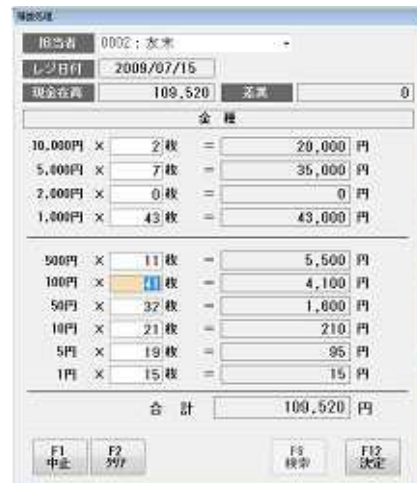 精算処理
担当者 0002：友末
レジ日付 2009/07/15
現金在高 109,520 差異 0
金 種
10,000円 × 2 枚 = 20,000 円
5,000円 × 7 枚 = 35,000 円
2,000円 × 0 枚 = 0 円
1,000円 × 43 枚 = 43,000 円
500円 × 11 枚 = 5,500 円
100円 × 41 枚 = 4,100 円
50円 × 32 枚 = 1,600 円
10円 × 21 枚 = 210 円
5円 × 19 枚 = 95 円
1円 × 15 枚 = 15 円
合 計 109,520 円
F1 F2 F12
中止 クリア 検索 決定